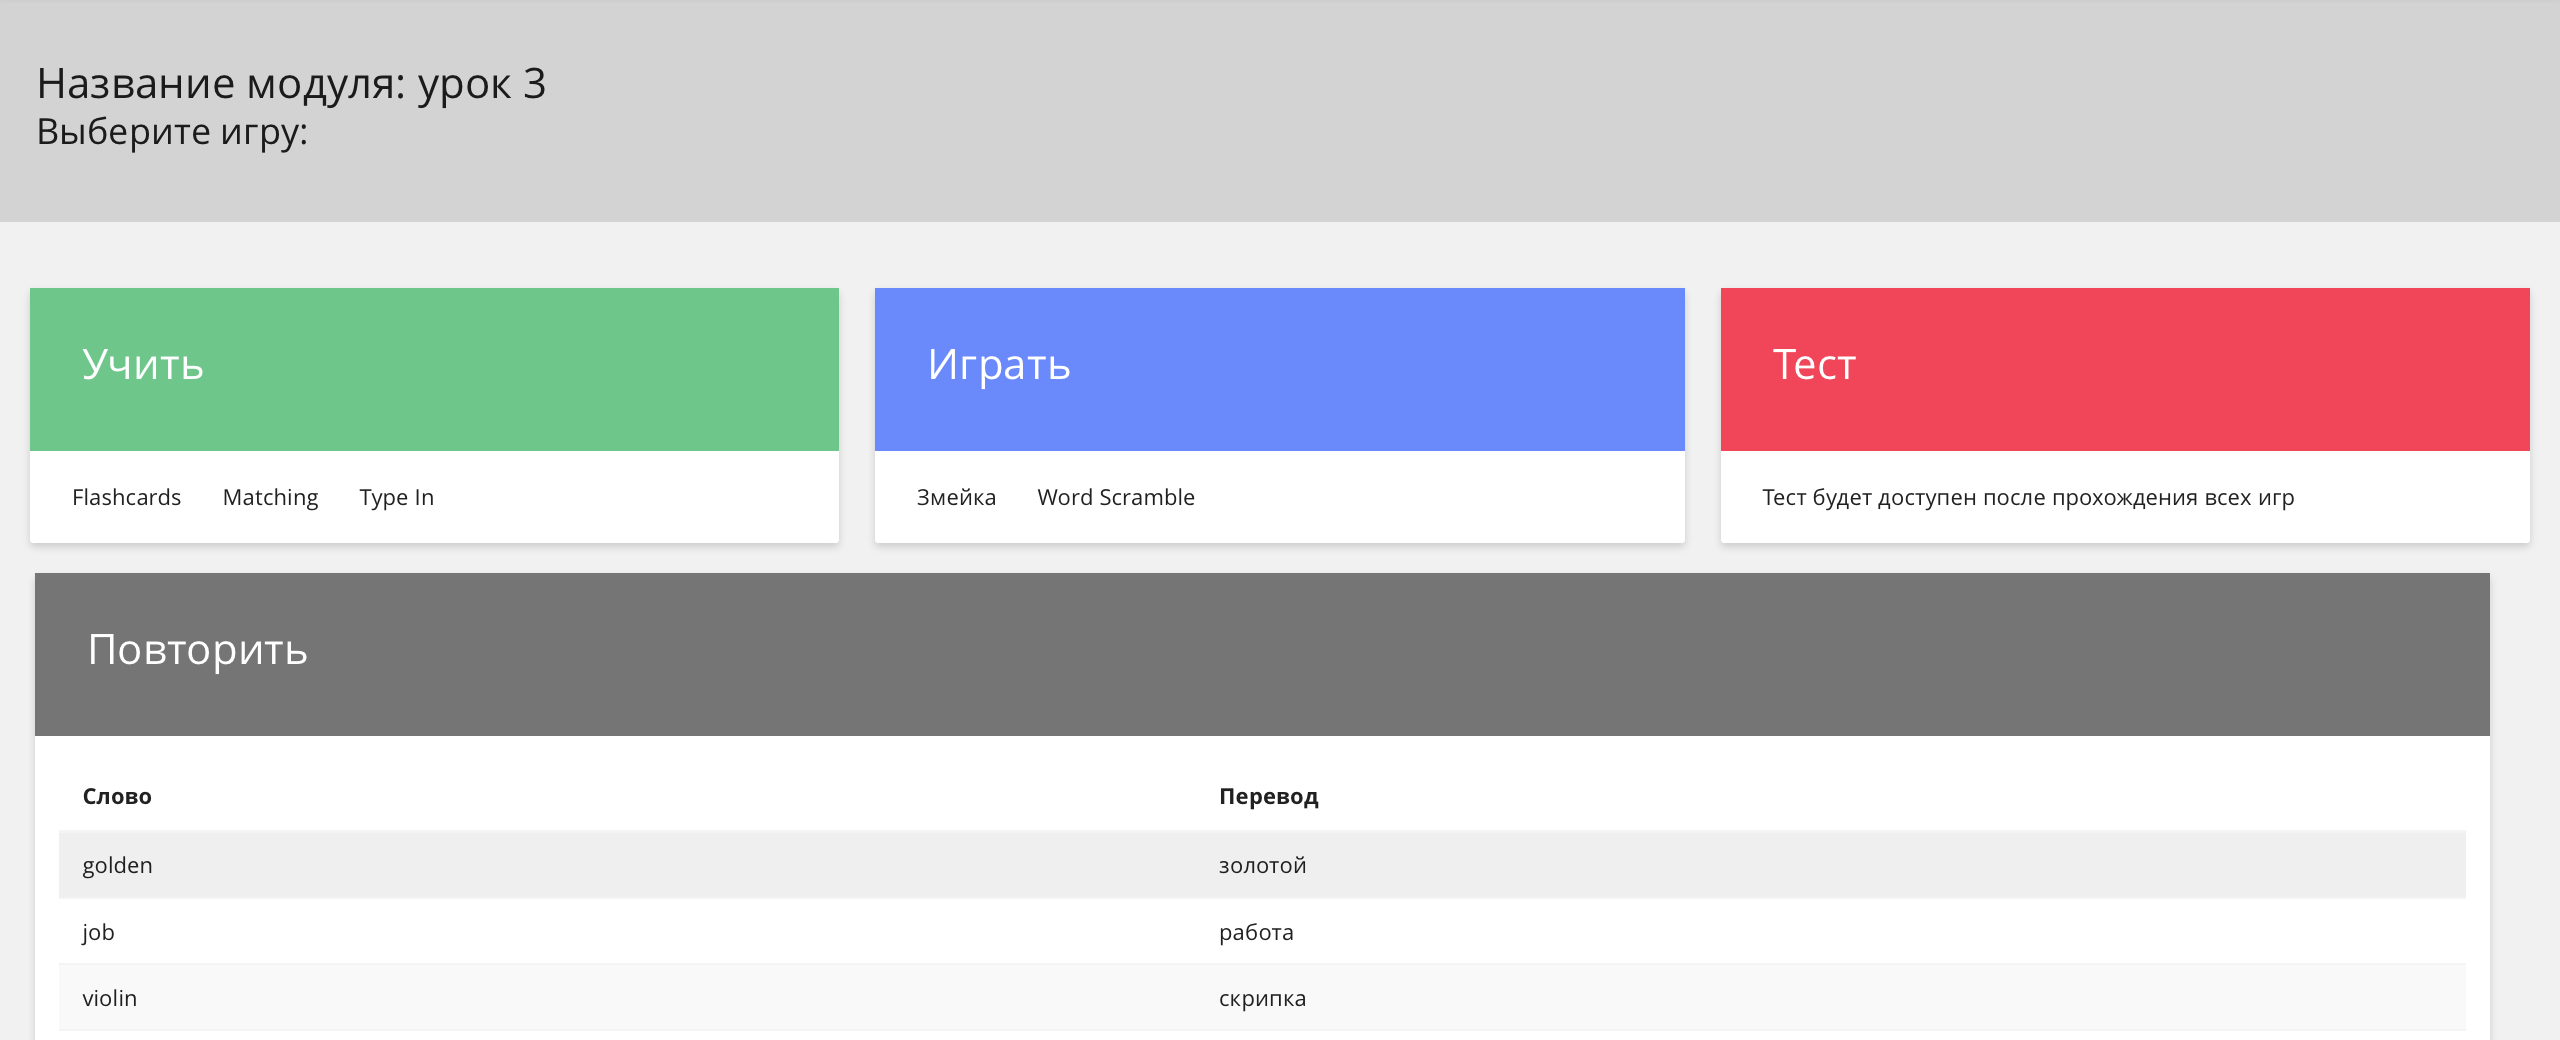 Название модуля: урок 3
Выберите игру:
Учить
Flashcards Matching Type In
Играть
Змейка Word Scramble
Тест
Тест будет доступен после прохождения всех игр
Повторить
Слово Перевод
golden золотой
job работа
violin скрипка